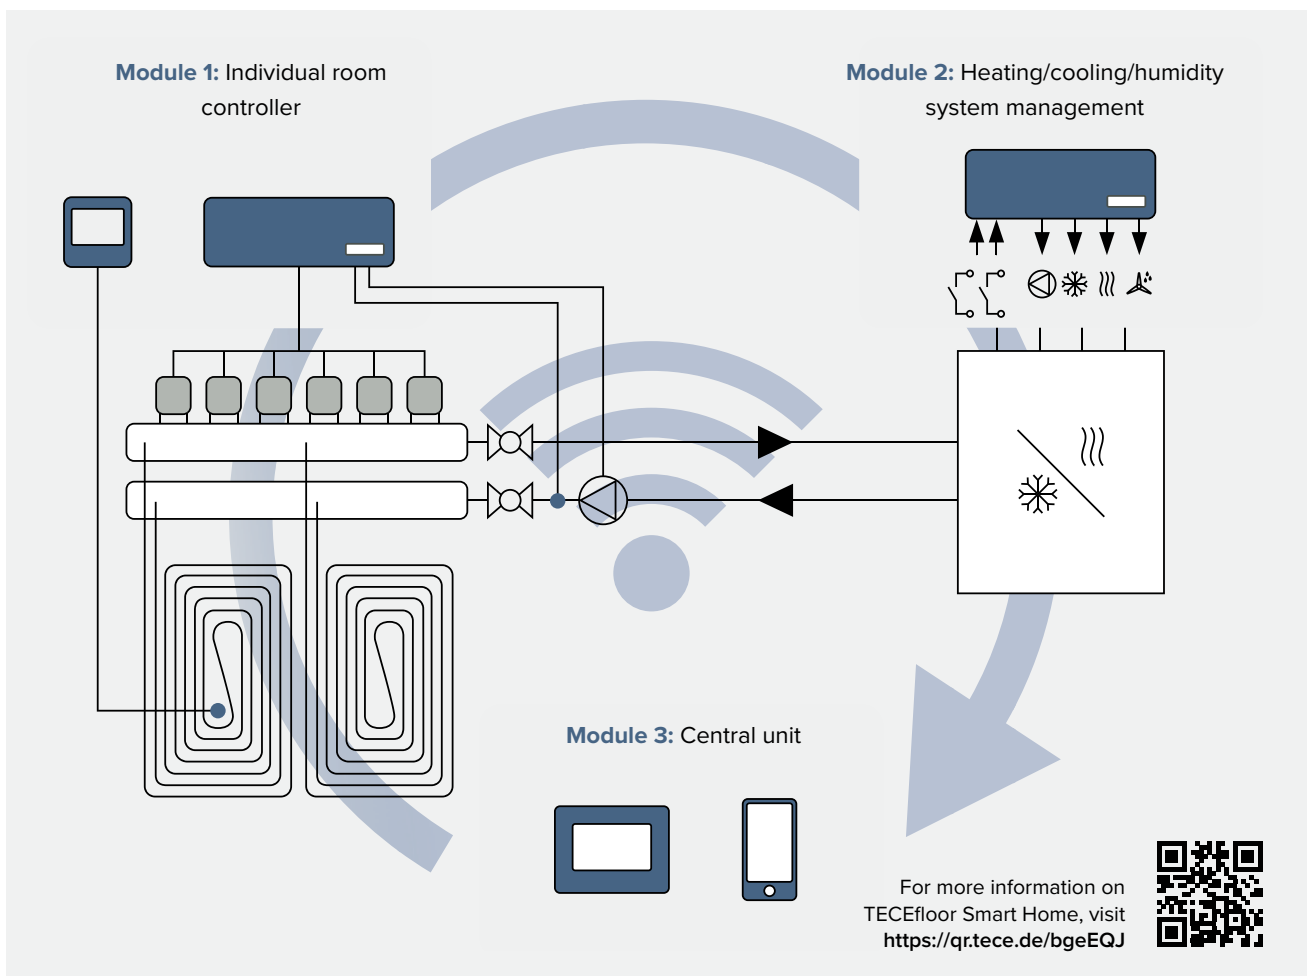 Module 1: Individual room
controller
Module 2: Heating/cooling/humidity
system management
Module 3: Central unit
For more information on
TECEfloor Smart Home, visit
https://qr.tece.de/bgeEQJ